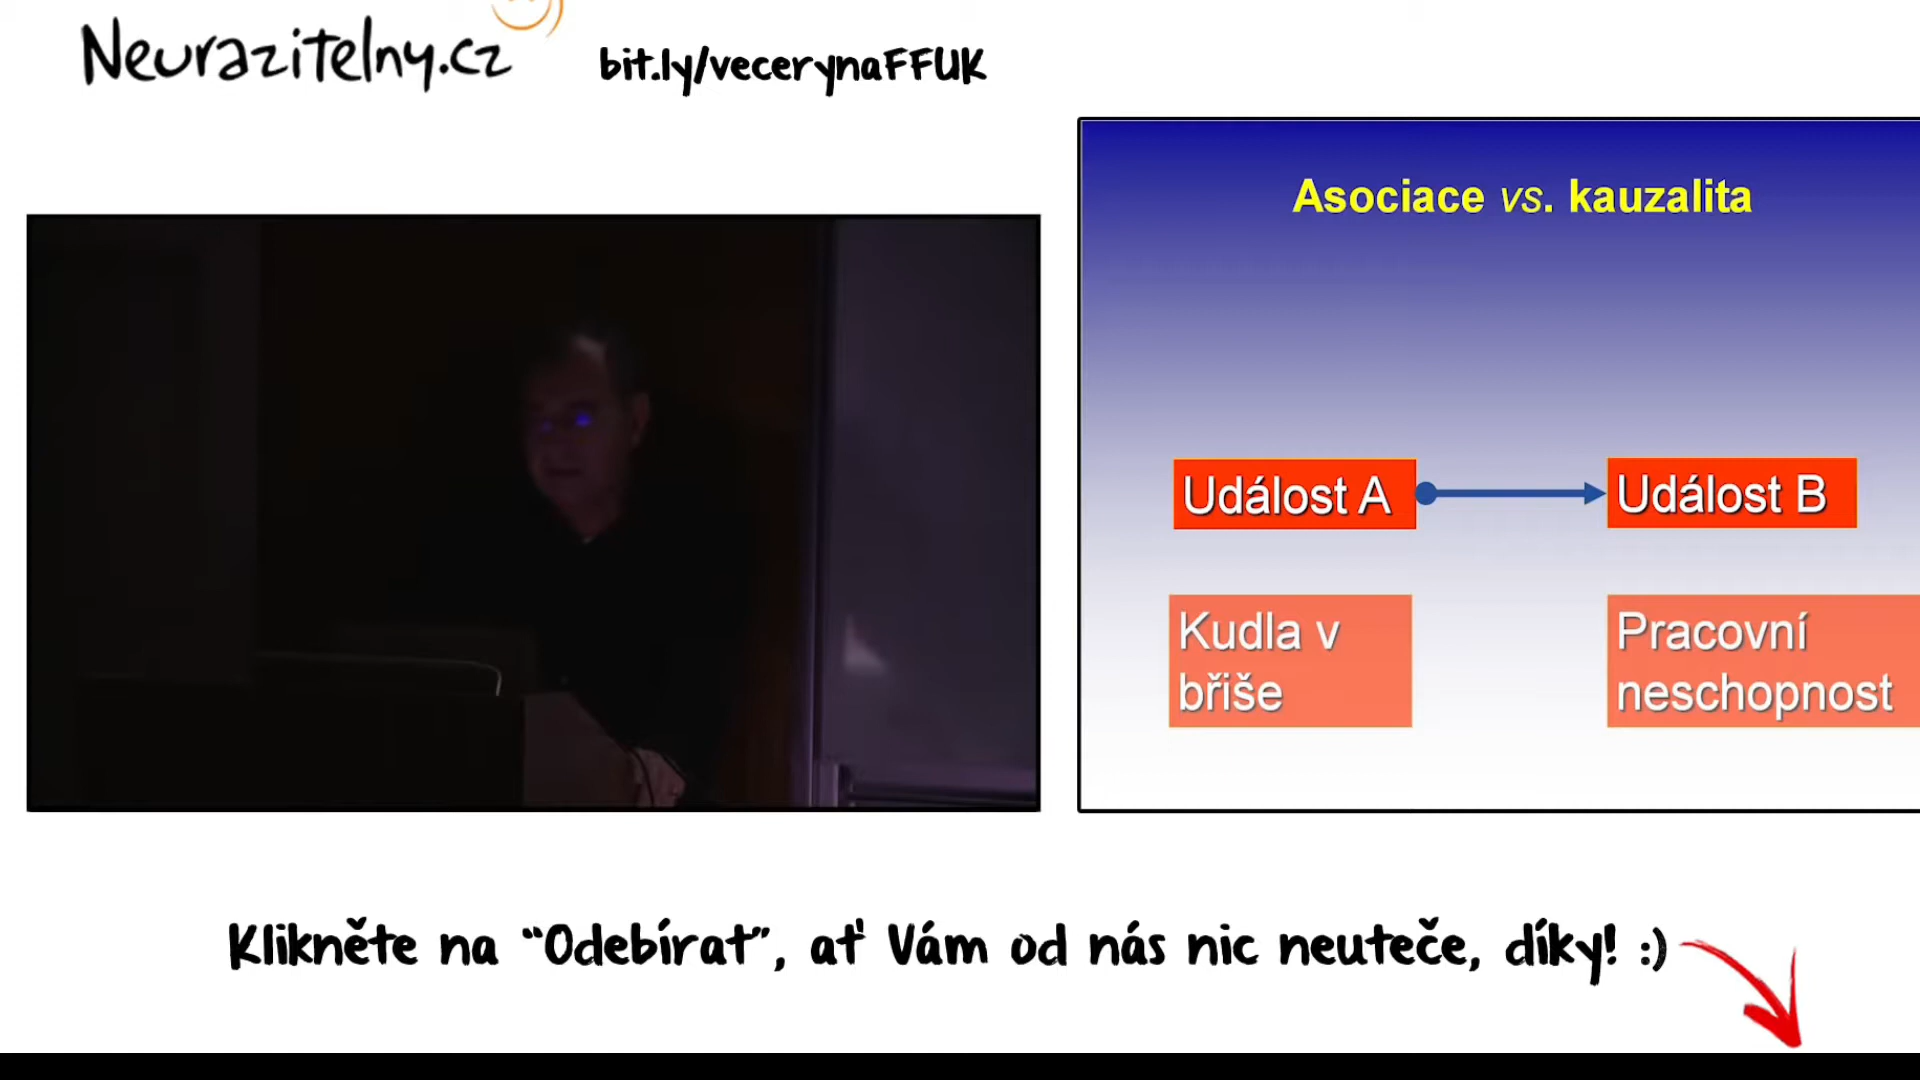 Neurazitelny.cz
bit.ly/vecerynaFFUK
Asociace vs. kauzalita
Událost A
Událost B
Kudla v
břiše
Pracovní
neschopnost
Klikněte na “Odebírat”, ať Vám od nás nic neuteče, díky! :)